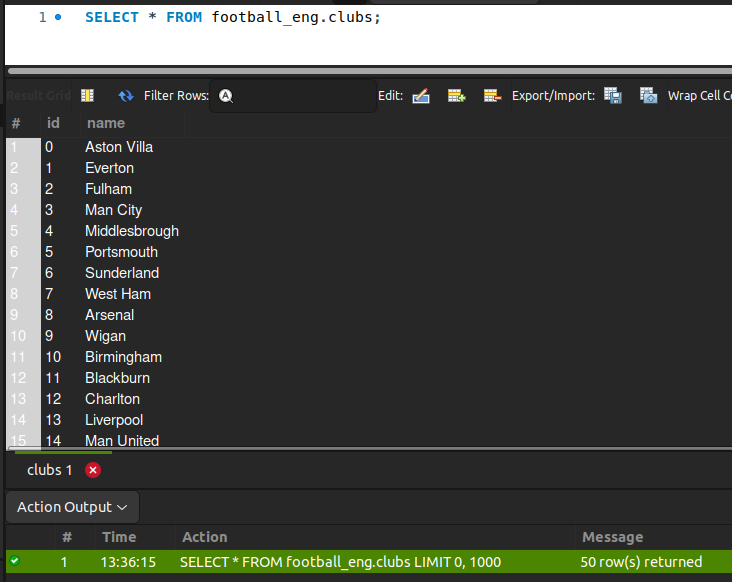 1 SELECT * FROM football_eng.clubs;
Result Grid Filter Rows: Edit: Export/Import: Wrap Cell
# id name
1 0 Aston Villa
2 1 Everton
3 2 Fulham
4 3 Man City
5 4 Middlesbrough
6 5 Portsmouth
7 6 Sunderland
8 7 West Ham
9 8 Arsenal
10 9 Wigan
11 10 Birmingham
12 11 Blackburn
13 12 Charlton
14 13 Liverpool
15 14 Man United
clubs 1
Action Output
# Time Action Message
1 13:36:15 SELECT * FROM football_eng.clubs LIMIT 0, 1000 50 row(s) returned